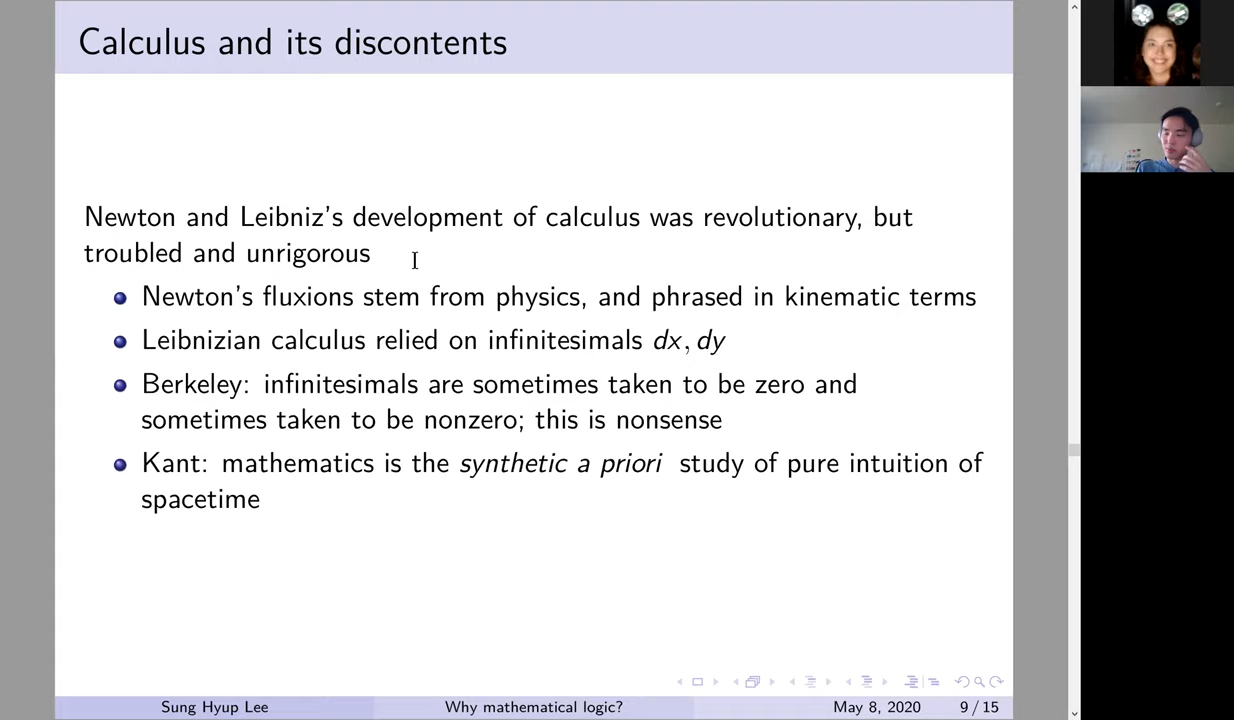 Calculus and its discontents
Newton and Leibniz's development of calculus was revolutionary, but
troubled and unrigorous
Newton's fluxions stem from physics, and phrased in kinematic terms
Leibnizian calculus relied on infinitesimals dx, dy
Berkeley: infinitesimals are sometimes taken to be zero and
sometimes taken to be nonzero; this is nonsense
Kant: mathematics is the synthetic a priori study of pure intuition of
spacetime
Sung Hyup Lee Why mathematical logic? May 8, 2020 9 / 15